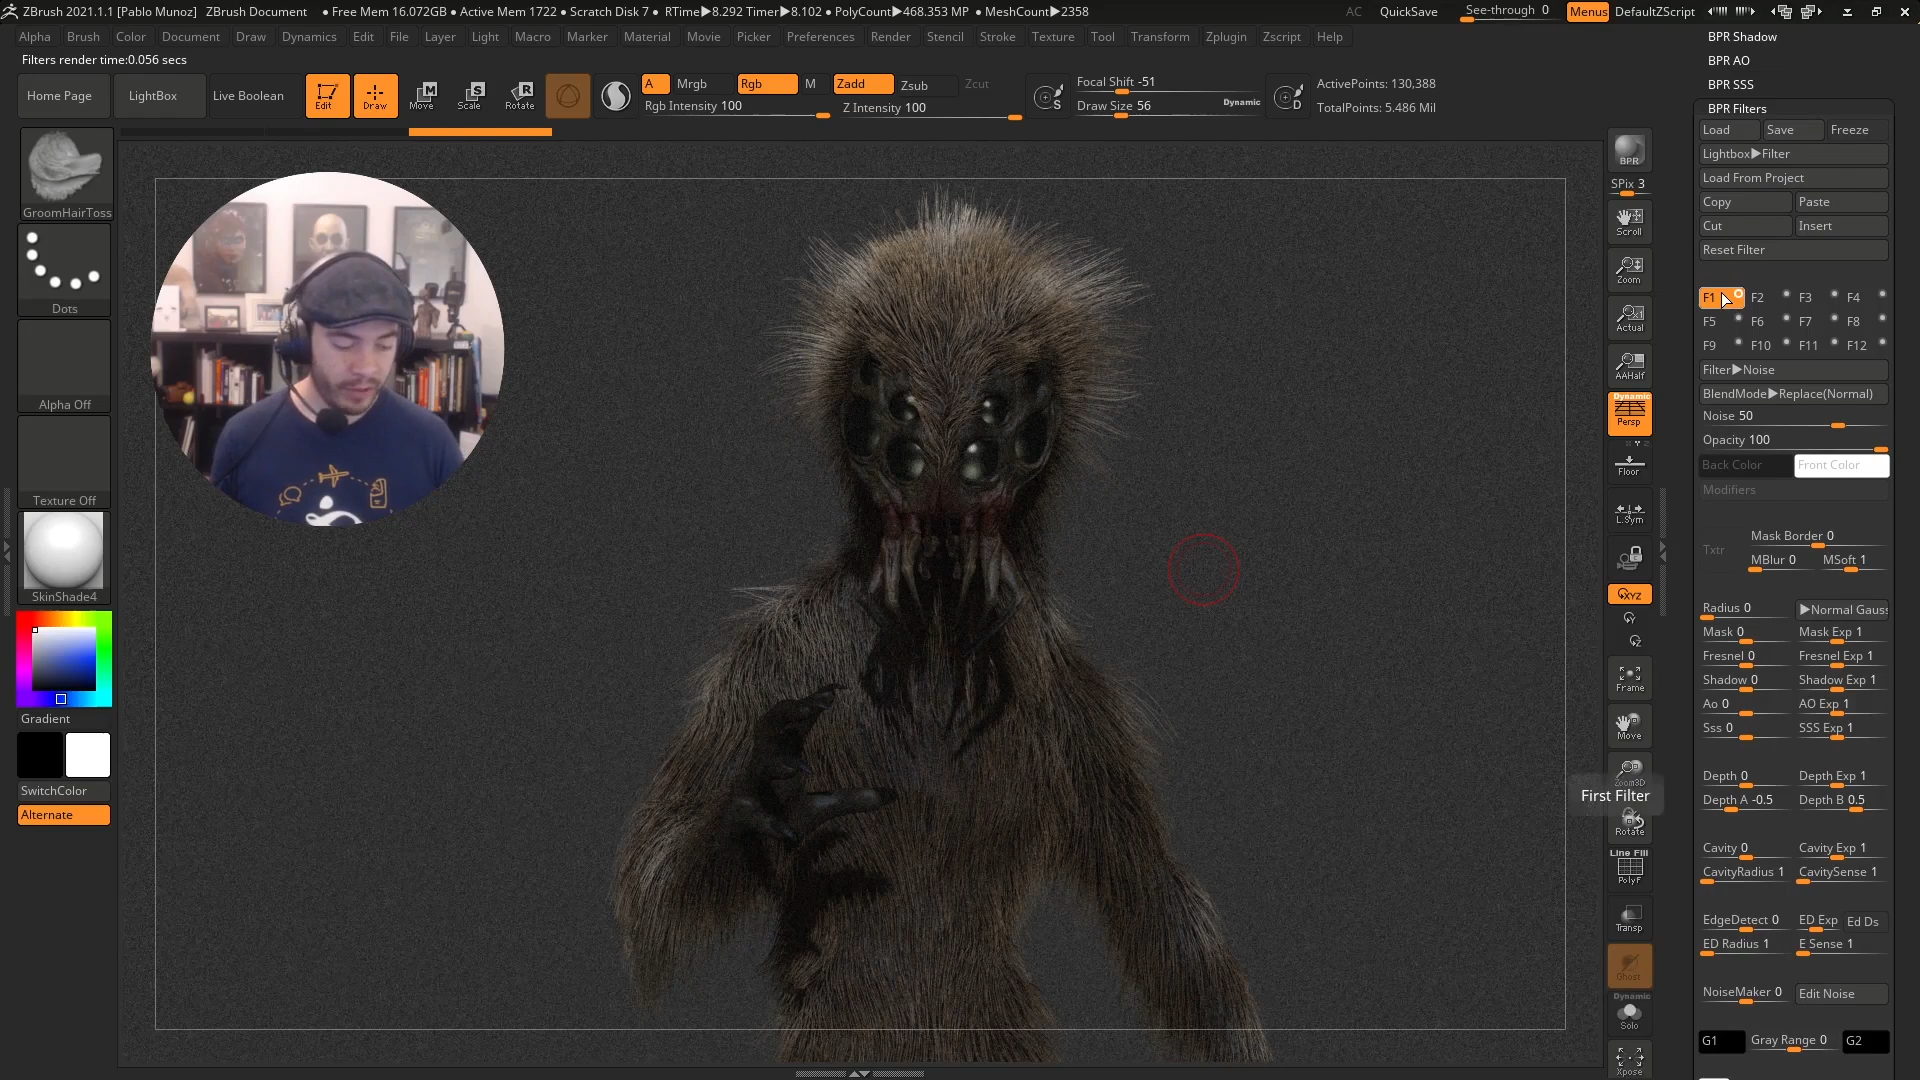 ZBrush 2021.1.1 [Pablo Munoz] ZBrush Document • Free Mem 16.072GB • Active Mem 1722 • Scratch Disk 7 • RTime▶8.292 Timer▶8.102 • PolyCount▶468.353 MP • MeshCount▶2358 AC QuickSave See-through 0 Menus DefaultZScript
Alpha Brush Color Document Draw Dynamics Edit File Layer Light Macro Marker Material Movie Picker Preferences Render Stencil Stroke Texture Tool Transform Zplugin Zscript Help
Filters render time:0.056 secs
Home Page LightBox Live Boolean Edit Draw Move Scale Rotate
A Mrgb Rgb M Zadd Zsub Zcut
Rgb Intensity 100 Z Intensity 100
Focal Shift -51
Draw Size 56 Dynamic
ActivePoints: 130,388
TotalPoints: 5.486 Mil
GroomHairToss
Dots
Alpha Off
Texture Off
SkinShade4
Gradient
SwitchColor
Alternate
BPR
SPix 3
Scroll
Zoom
Actual
AAHalf
Dynamic
Persp
Floor
L.Sym
XYZ
Frame
Move
Zoom3D
First Filter
Rotate
Line Fill
PolyF
Transp
Ghost
Dynamic
Solo
Xpose
BPR Shadow
BPR AO
BPR SSS
BPR Filters
Load Save Freeze
Lightbox▶Filter
Load From Project
Copy Paste
Cut Insert
Reset Filter
F1 F2 F3 F4
F5 F6 F7 F8
F9 F10 F11 F12
Filter▶Noise
BlendMode▶Replace(Normal)
Noise 50
Opacity 100
Back Color Front Color
Modifiers
Txtr Mask Border 0
MBlur 0 MSoft 1
Radius 0 ▶Normal Gauss
Mask 0 Mask Exp 1
Fresnel 0 Fresnel Exp 1
Shadow 0 Shadow Exp 1
Ao 0 AO Exp 1
Sss 0 SSS Exp 1
Depth 0 Depth Exp 1
Depth A -0.5 Depth B 0.5
Cavity 0 Cavity Exp 1
CavityRadius 1 CavitySense 1
EdgeDetect 0 ED Exp Ed Ds
ED Radius 1 E Sense 1
NoiseMaker 0 Edit Noise
G1 Gray Range 0 G2